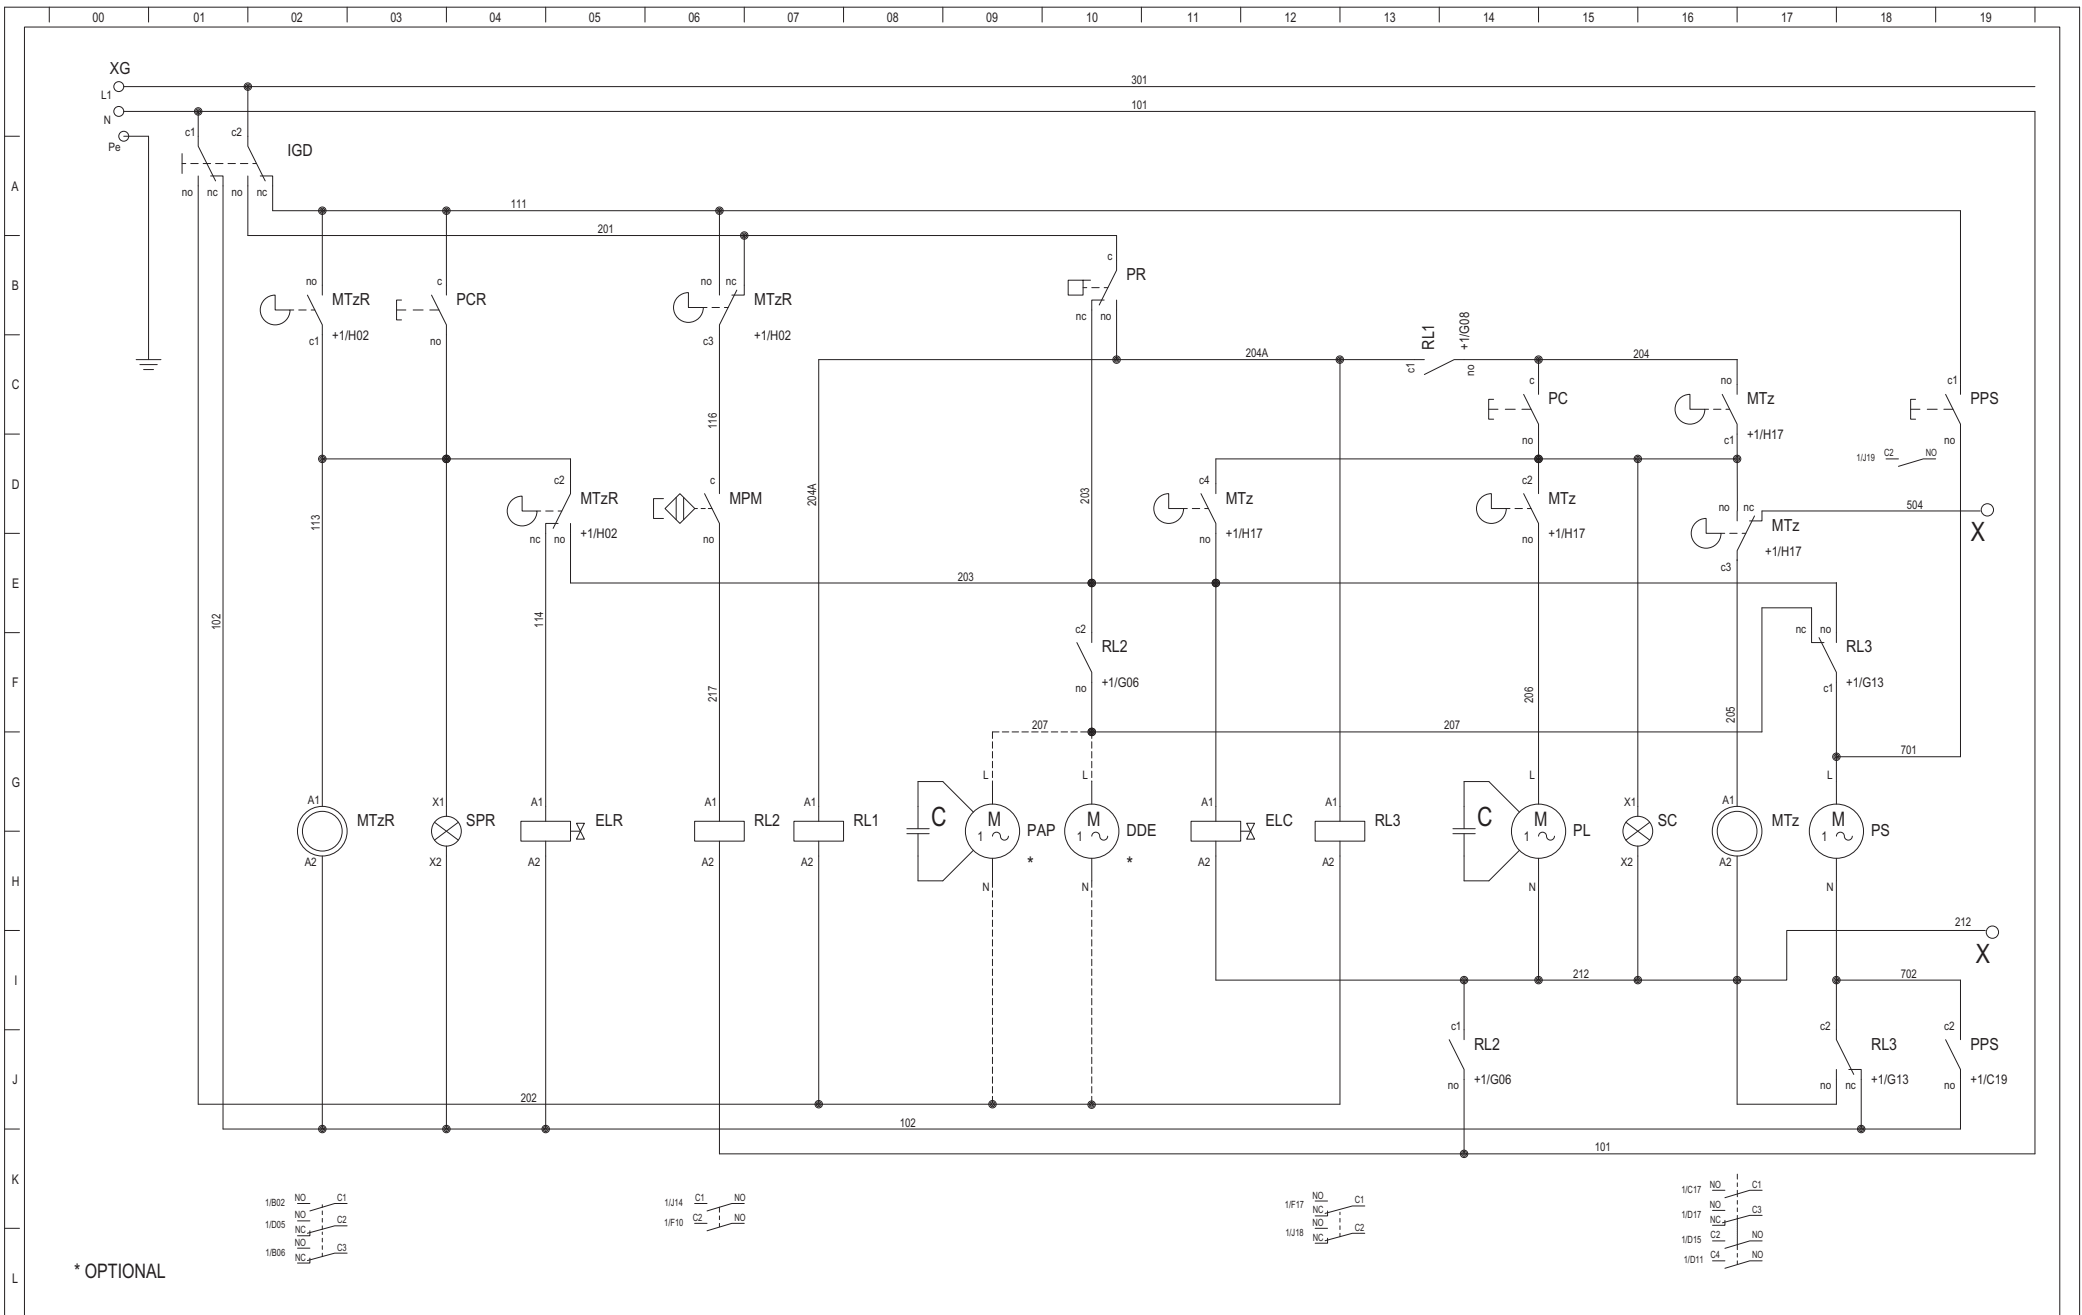 00 01 02 03 04 05 06 07 08 09 10 11 12 13 14 15 16 17 18 19
XG
L1 301
N 101
Pe
c1 c2 IGD
A no nc no nc
111
201
c PR
B no MTzR c PCR no nc MTzR
nc no
c1 +1/H02 no c3 +1/H02
RL1 +1/G08
204A c1 no 204
C
c PC no MTz c1 PPS
116
no c1 +1/H17 no
1/J19 C2 NO
D c2 MTzR c MPM 204A 203 c4 MTz c2 MTz no nc MTz 504 X
113 nc no +1/H02 no no +1/H17 no +1/H17 +1/H17
c3
E 203
102 114
c2 RL2 nc no RL3
F no +1/G06 c1 +1/G13
217 206 205
207 207 701
G L L L L
A1 X1 A1 A1 A1 A1 A1 X1 A1
MTzR SPR ELR RL2 RL1 C M 1 PAP M 1 DDE ELC RL3 C M 1 PL SC MTz M 1 PS
A2 X2 A2 A2 A2 * * A2 A2 X2 A2
H N N N N
212
X
I 212 702
c1 RL2 c2 RL3 c2 PPS
J no +1/G06 no nc +1/G13 no +1/C19
202
102
101
K
1/B02 NO C1
NO
1/D05 NC C2
NO
1/B06 NC C3
1/J14 C1 NO
1/F10 C2 NO
NO
1/F17 NC C1
NO
1/J18 NC C2
1/C17 NO C1
NO
1/D17 NC C3
1/D15 C2 NO
1/D11 C4 NO
L * OPTIONAL